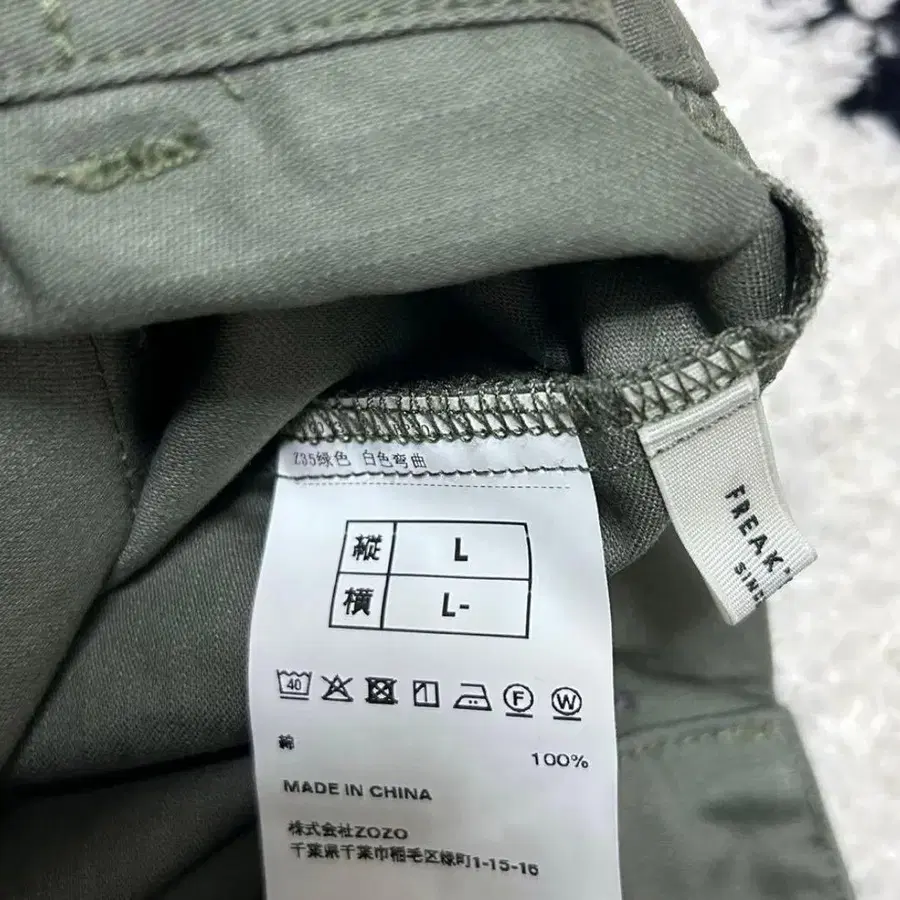 Z35绿色 白色弯曲
縦 L
横 L-
40
F W
綿 100%
MADE IN CHINA
株式会社ZOZO
千葉県千葉市稲毛区緑町1-15-16
FREAK'
SINC